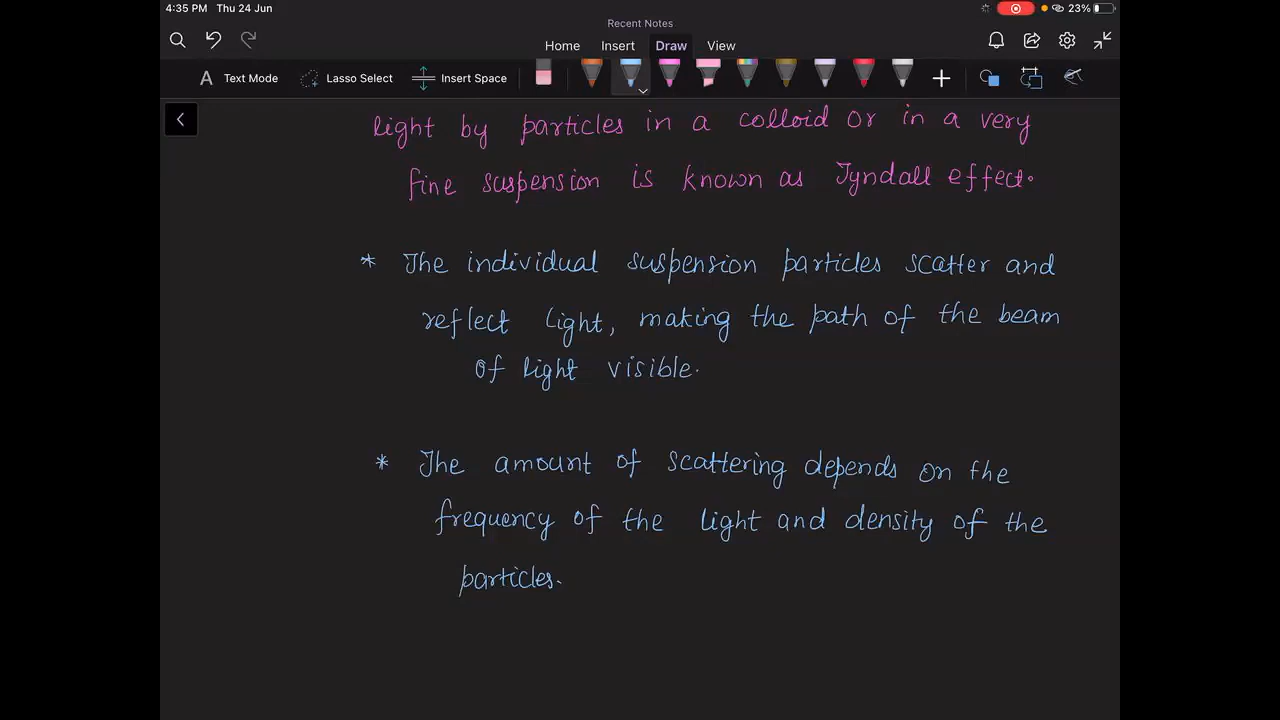 4:35 PM Thu 24 Jun
23%
Recent Notes
Home Insert Draw View
A Text Mode Lasso Select Insert Space
light by particles in a colloid or in a very
fine suspension is known as Tyndall effect.
* The individual suspension particles scatter and
reflect light, making the path of the beam
of light visible.
* The amount of scattering depends on the
frequency of the light and density of the
particles.